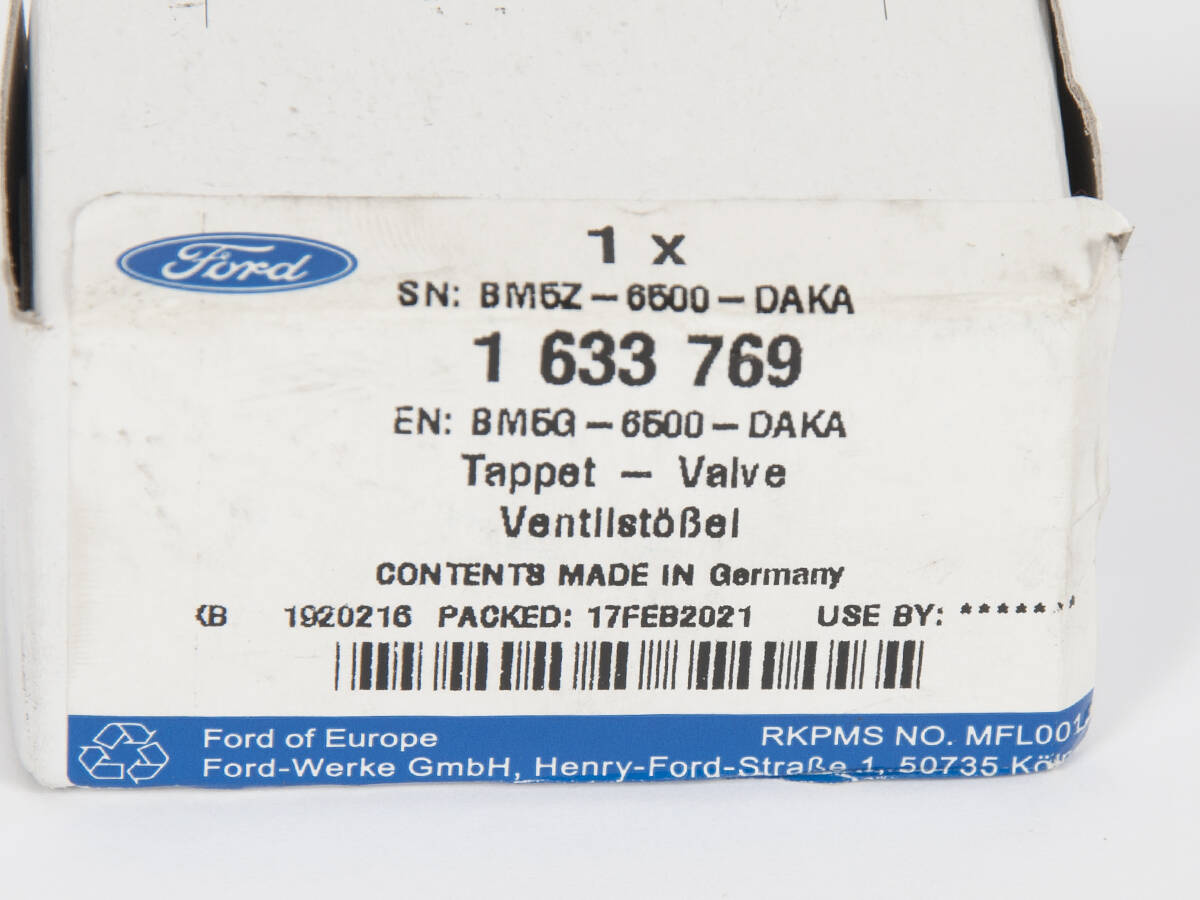 Ford
1 x
SN: BM5Z-6500-DAKA
1 633 769
EN: BM5G-6500-DAKA
Tappet - Valve
Ventilstößel
CONTENTS MADE IN Germany
1920216 PACKED: 17FEB2021 USE BY: *******
Ford of Europe
RKPMS NO.
Ford-Werke GmbH, Henry-Ford-Straße 1, 50735